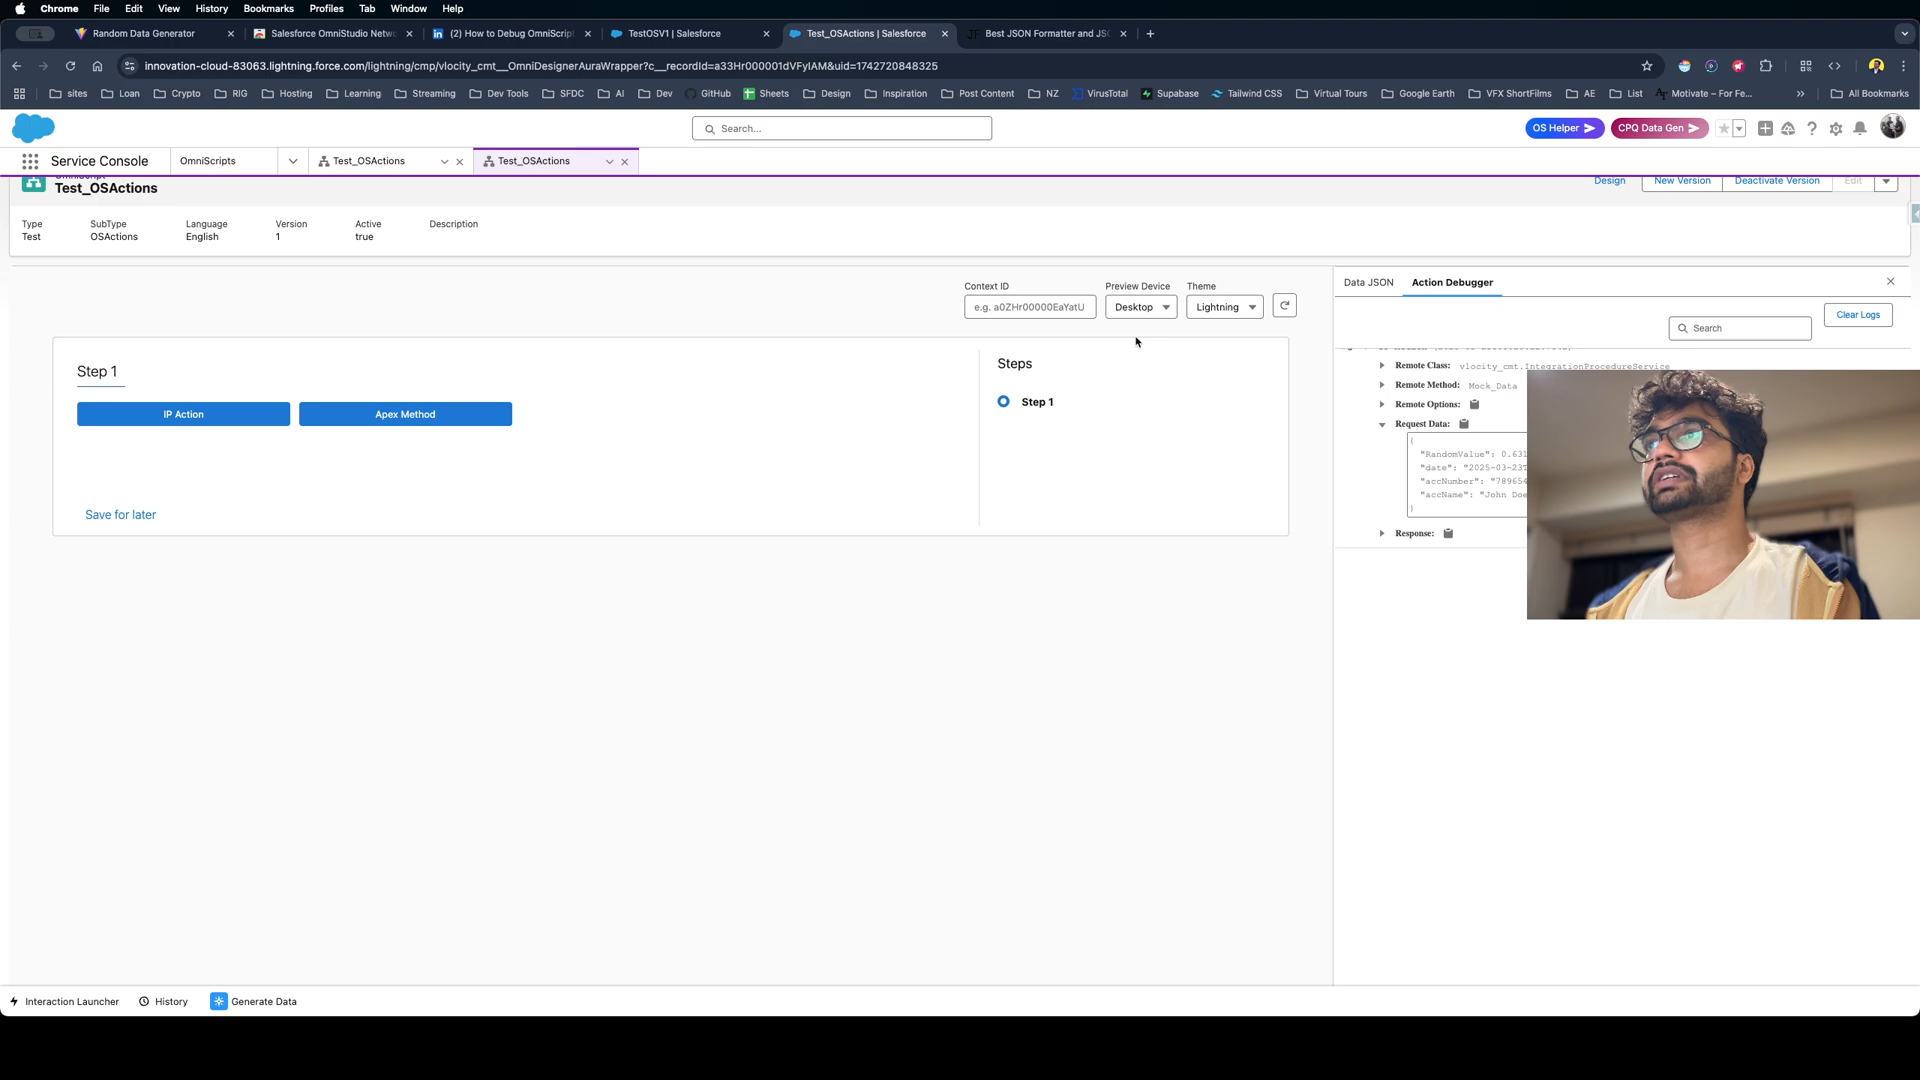 Chrome File Edit View History Bookmarks Profiles Tab Window Help
Random Data Generator
Salesforce OmniStudio Netwo
(2) How to Debug OmniScript
TestOSV1 | Salesforce
Test_OSActions | Salesforce
Best JSON Formatter and JSO
innovation-cloud-83063.lightning.force.com/lightning/cmp/vlocity_cmt__OmniDesignerAuraWrapper?c__recordId=a33Hr000001dVFyIAM&uid=1742720848325
sites Loan Crypto RIG Hosting Learning Streaming Dev Tools SFDC AI Dev GitHub Sheets Design Inspiration Post Content NZ VirusTotal Supabase Tailwind CSS Virtual Tours Google Earth VFX ShortFilms AE List Motivate – For Fe... All Bookmarks
Search...
OS Helper CPQ Data Gen
Service Console OmniScripts Test_OSActions Test_OSActions
Test_OSActions
Design New Version Deactivate Version Edit
Type SubType Language Version Active Description
Test OSActions English 1 true
Context ID Preview Device Theme
e.g. a0ZHr00000EaYatU Desktop Lightning
Data JSON Action Debugger
Clear Logs
Search
Step 1
IP Action Apex Method
Save for later
Steps
Step 1
Remote Class: vlocity_cmt.IntegrationProcedureService
Remote Method: Mock_Data
Remote Options:
Request Data:
{
"RandomValue": 0.631
"date": "2025-03-23T
"accNumber": "789654
"accName": "John Doe
}
Response:
Interaction Launcher History Generate Data